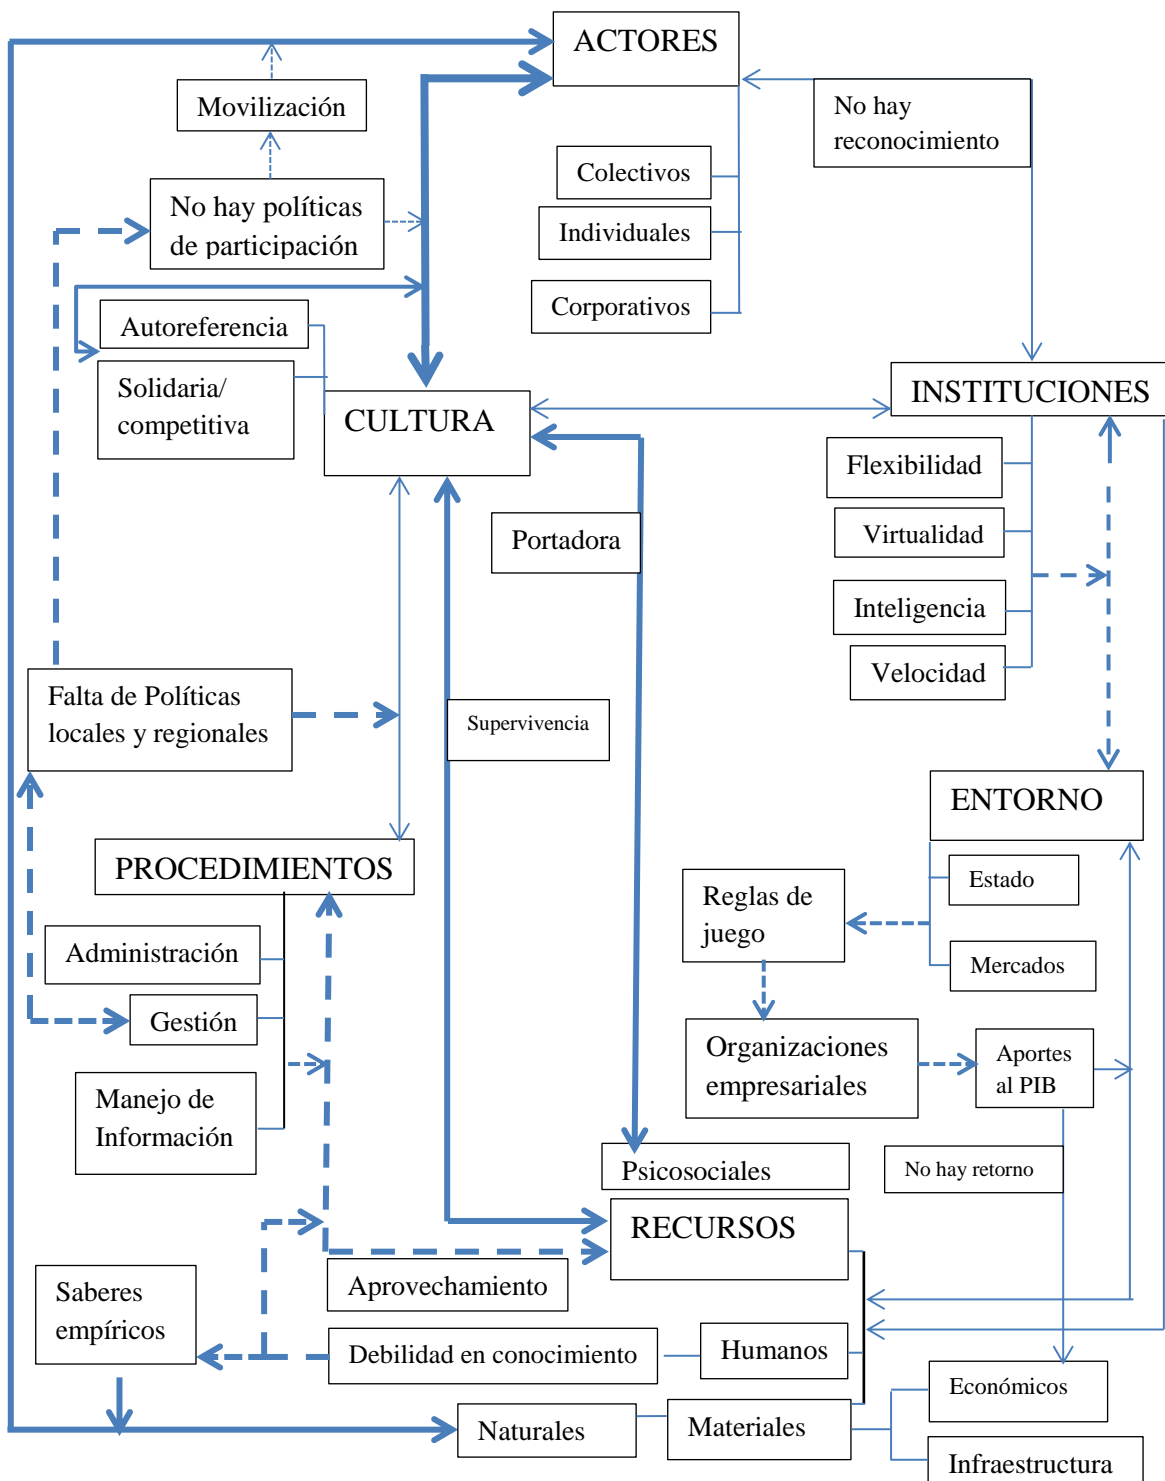 ACTORES
Movilización
No hay
reconocimiento
Colectivos
No hay políticas
de participación
Individuales
Corporativos
Autoreferencia
Solidaria/
competitiva
CULTURA
INSTITUCIONES
Flexibilidad
Portadora
Virtualidad
Inteligencia
Velocidad
Falta de Políticas
locales y regionales
Supervivencia
ENTORNO
PROCEDIMIENTOS
Estado
Reglas de
juego
Administración
Mercados
Gestión
Organizaciones
empresariales
Aportes
al PIB
Manejo de
Información
Psicosociales
No hay retorno
RECURSOS
Aprovechamiento
Saberes
empíricos
Debilidad en conocimiento
Humanos
Económicos
Naturales
Materiales
Infraestructura